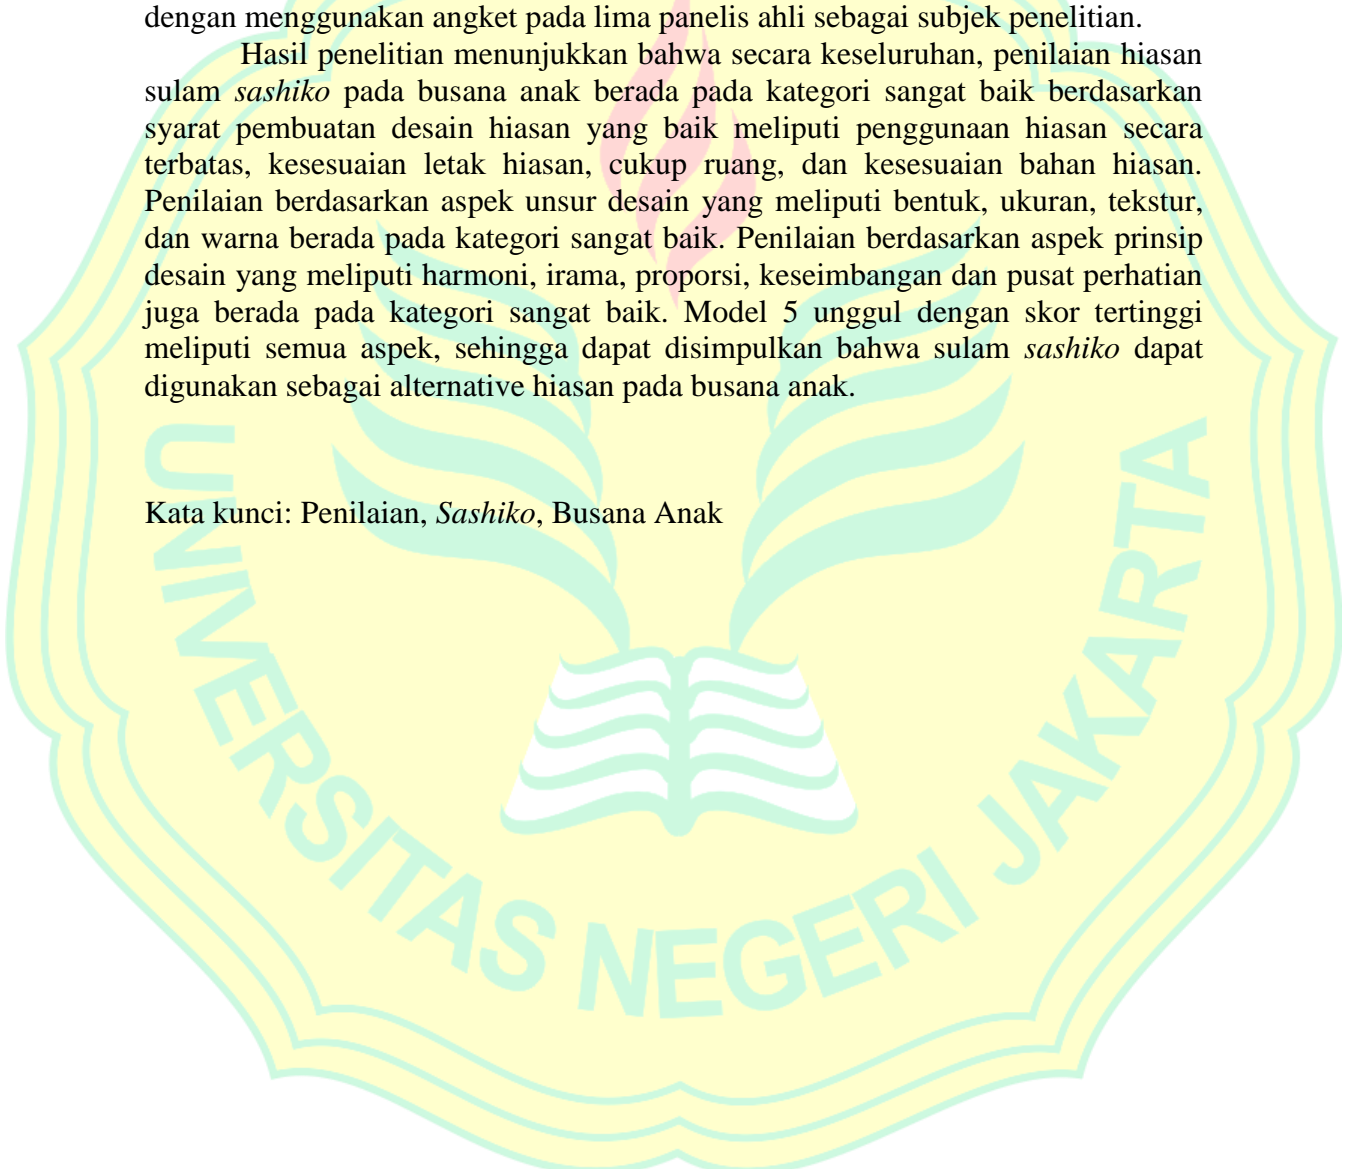 dengan menggunakan angket pada lima panelis ahli sebagai subjek penelitian.
Hasil penelitian menunjukkan bahwa secara keseluruhan, penilaian hiasan
sulam sashiko pada busana anak berada pada kategori sangat baik berdasarkan
syarat pembuatan desain hiasan yang baik meliputi penggunaan hiasan secara
terbatas, kesesuaian letak hiasan, cukup ruang, dan kesesuaian bahan hiasan.
Penilaian berdasarkan aspek unsur desain yang meliputi bentuk, ukuran, tekstur,
dan warna berada pada kategori sangat baik. Penilaian berdasarkan aspek prinsip
desain yang meliputi harmoni, irama, proporsi, keseimbangan dan pusat perhatian
juga berada pada kategori sangat baik. Model 5 unggul dengan skor tertinggi
meliputi semua aspek, sehingga dapat disimpulkan bahwa sulam sashiko dapat
digunakan sebagai alternative hiasan pada busana anak.
Kata kunci: Penilaian, Sashiko, Busana Anak
UNIVERSITAS NEGERI JAKARTA